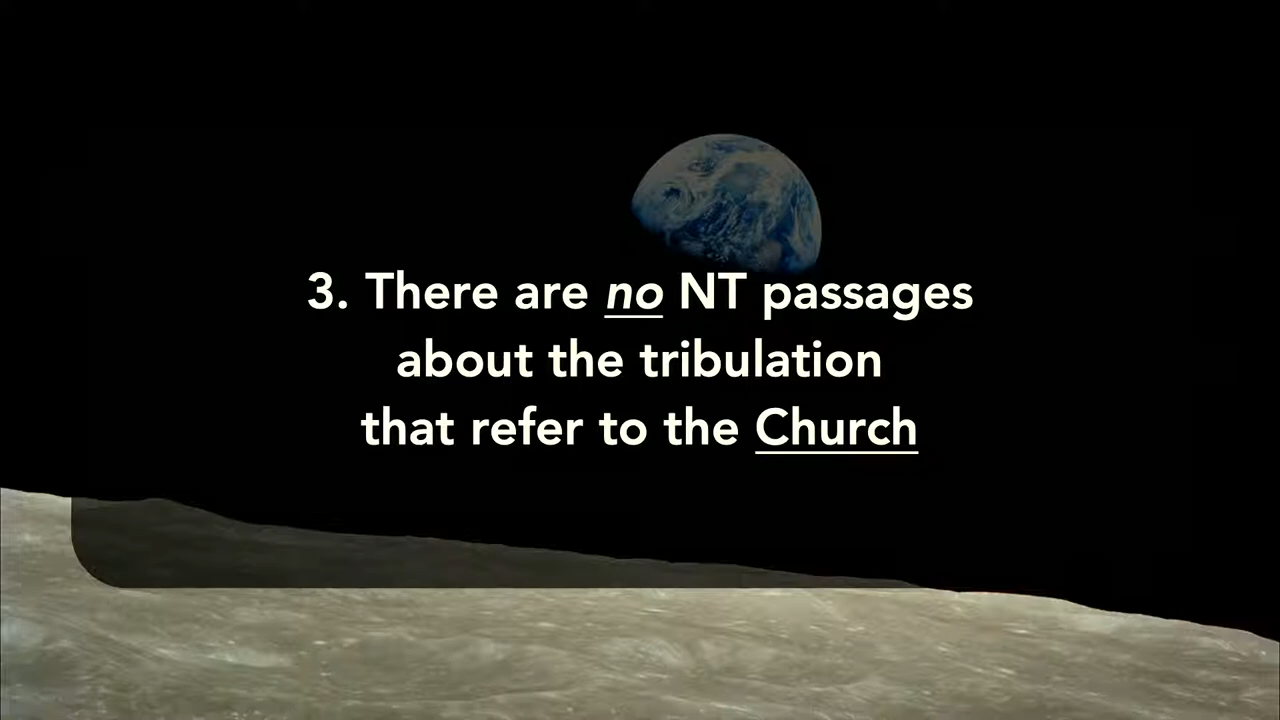 3. There are no NT passages
about the tribulation
that refer to the Church